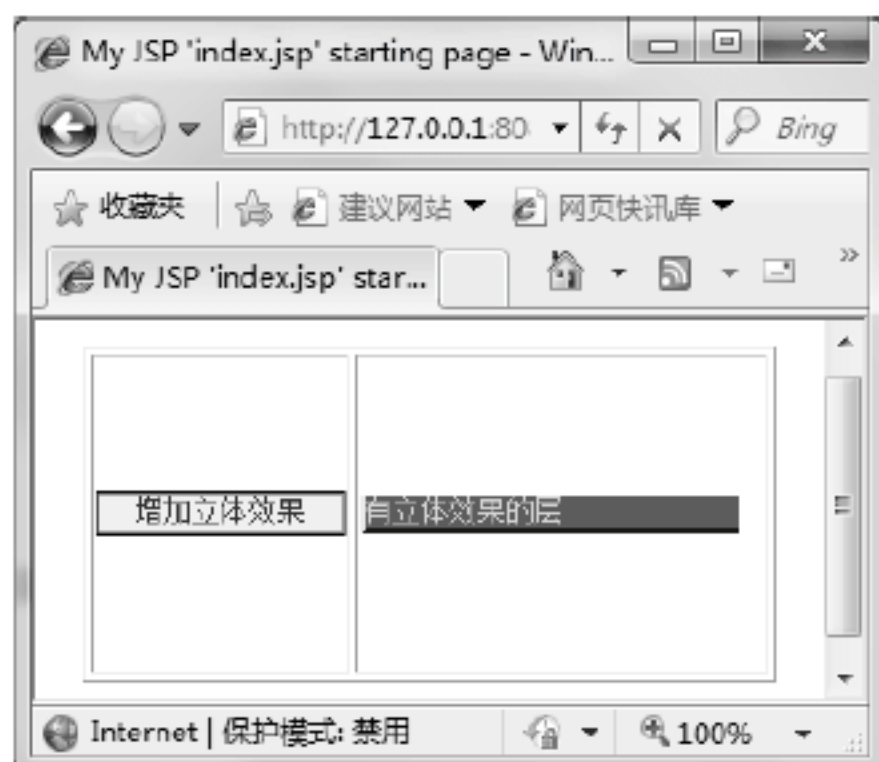 My JSP 'index.jsp' starting page - Win...
http://127.0.0.1:80 Bing
收藏夹 建议网站 网页快讯库
My JSP 'index.jsp' star... »
增加立体效果 有立体效果的层
Internet | 保护模式: 禁用 100%